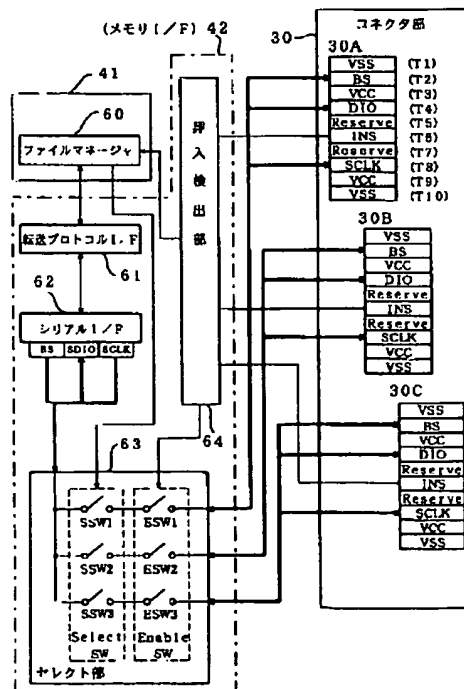 (メモリI/F) 42
41
60
ファイルマネージャ
転送プロトコルI/F
61
62
シリアルI/F
BS SDIO SCLK
挿入検出部
64
63
SSW1 ESW1
SSW2 ESW2
SSW3 ESW3
Select SW
Enable SW
セレクト部
30
コネクタ部
30A
VSS (T1)
BS (T2)
VCC (T3)
DIO (T4)
Reserve (T5)
INS (T6)
Reserve (T7)
SCLK (T8)
VCC (T9)
VSS (T10)
30B
VSS
BS
VCC
DIO
Reserve
INS
Reserve
SCLK
VCC
VSS
30C
VSS
BS
VCC
DIO
Reserve
INS
Reserve
SCLK
VCC
VSS